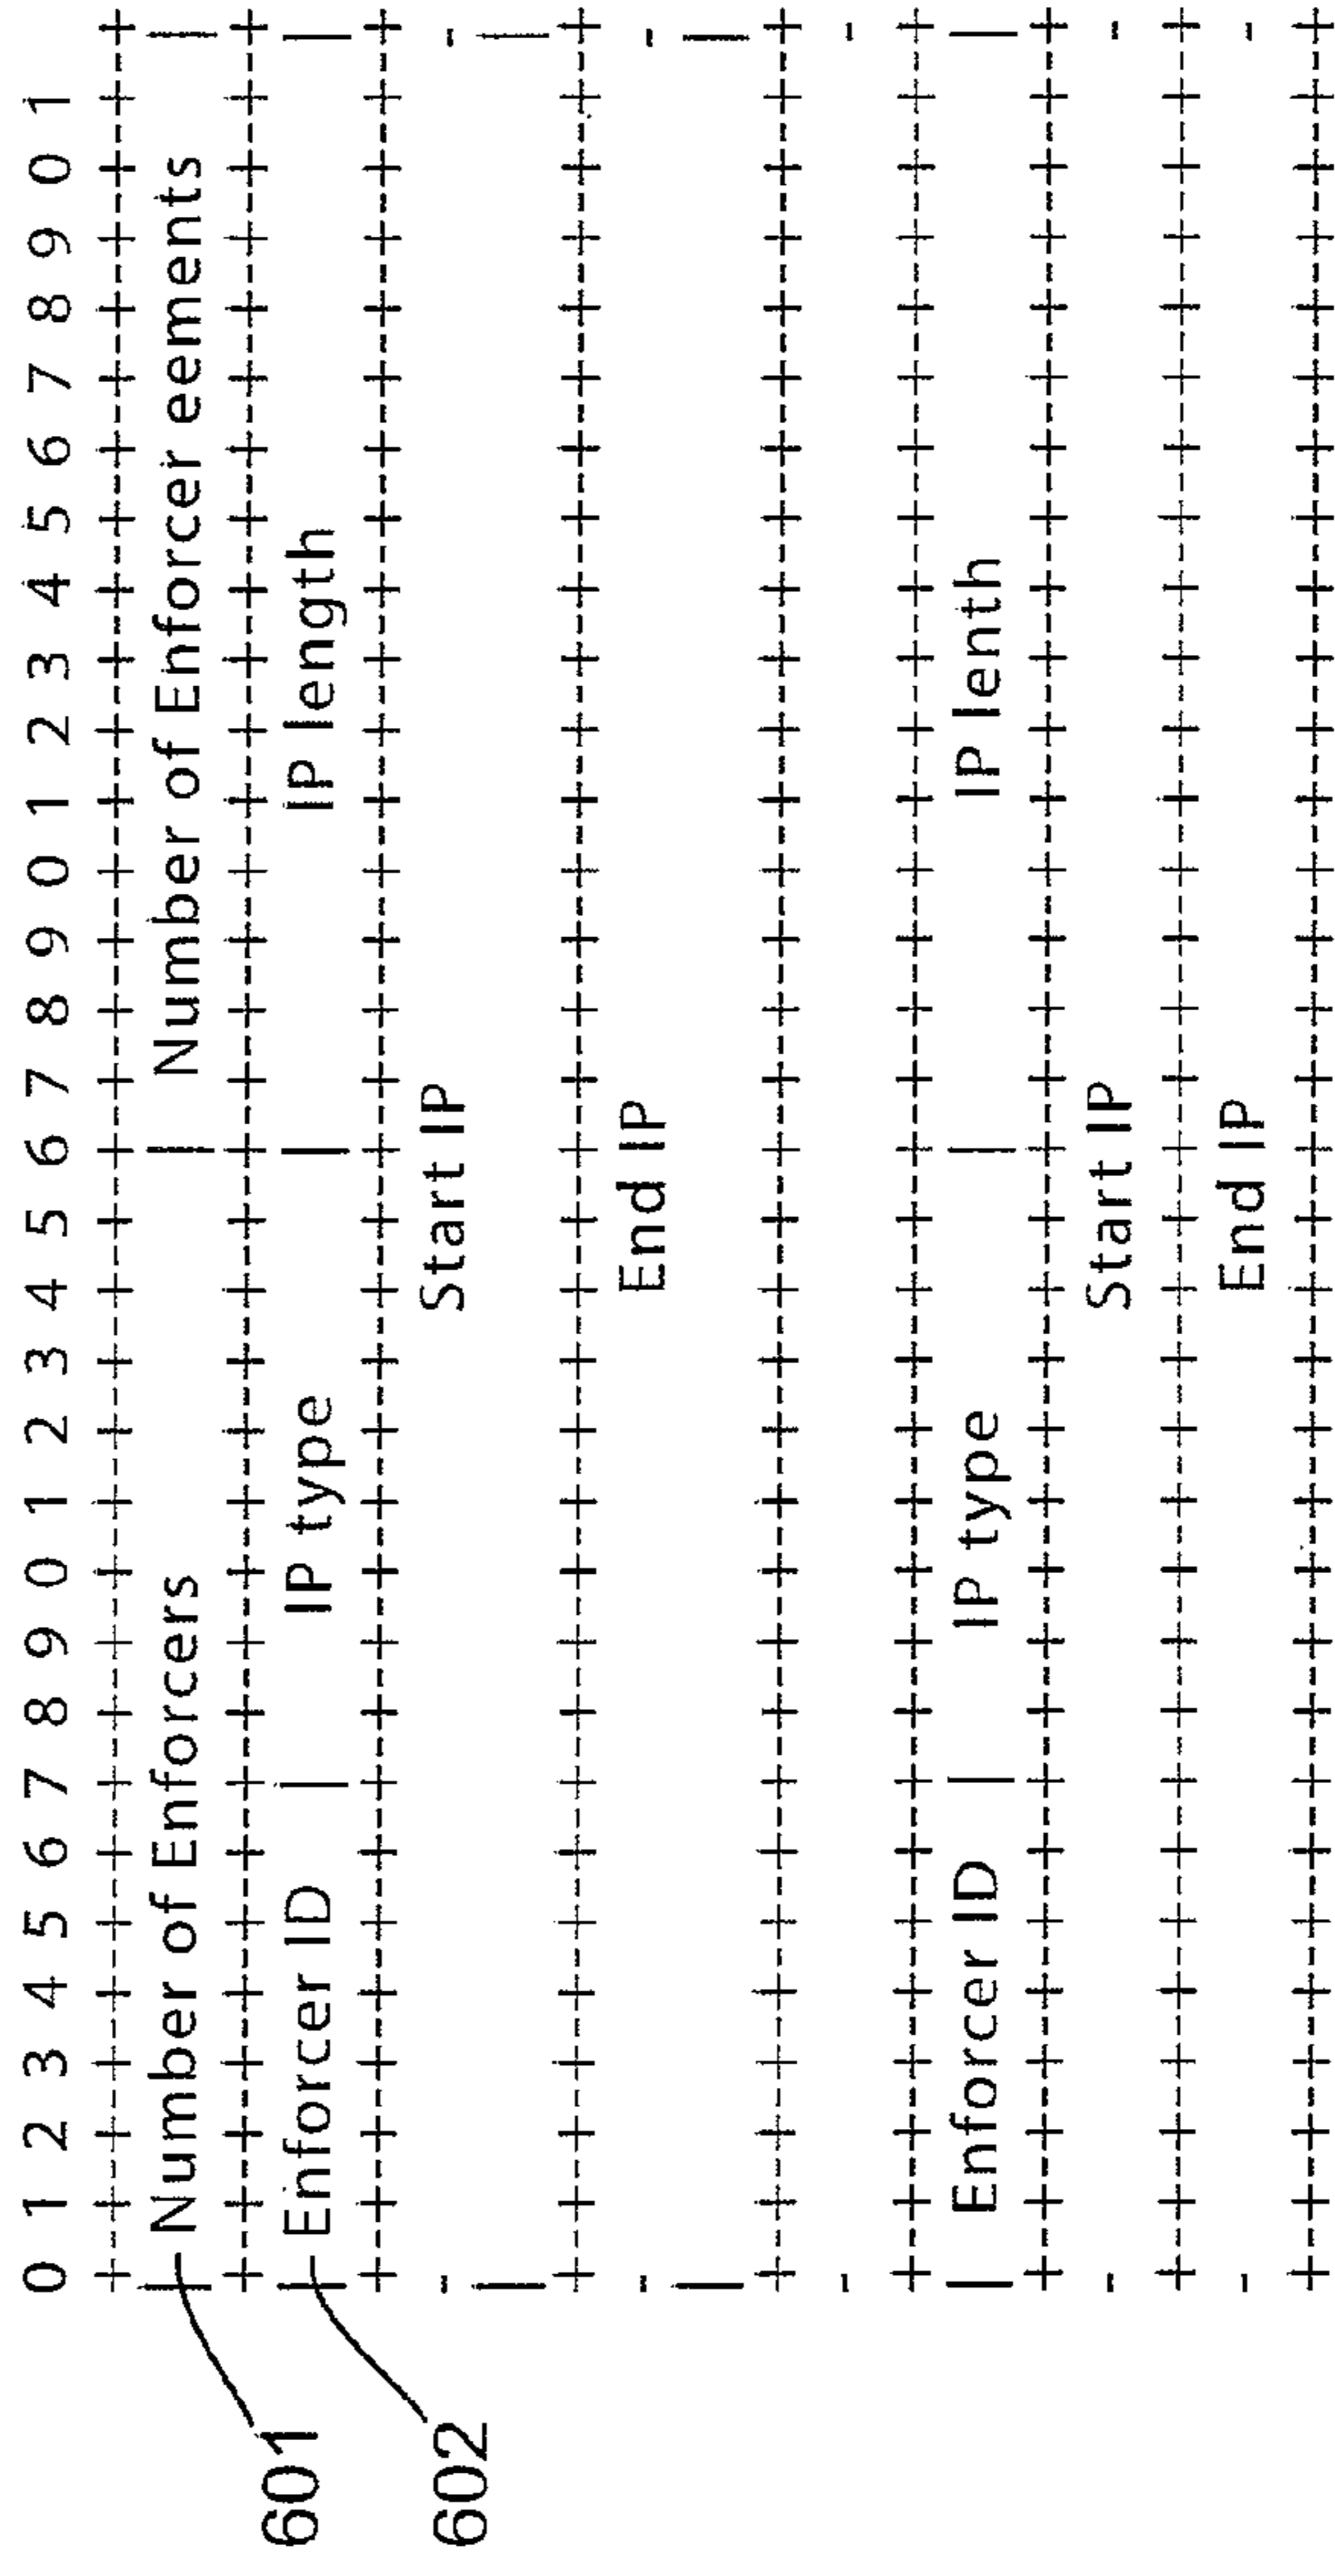 0 1 2 3 4 5 6 7 8 9 0 1 2 3 4 5 6 7 8 9 0 1 2 3 4 5 6 7 8 9 0 1
601 Number of Enforcers | Number of Enforcer eements |
602 Enforcer ID | IP type | IP length |
Start IP
End IP
| Enforcer ID | IP type | IP lenth |
Start IP
End IP